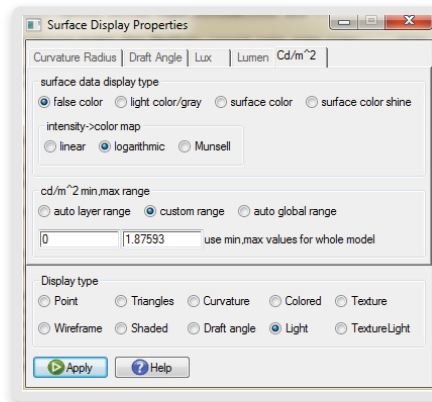 Surface Display Properties
Curvature Radius Draft Angle Lux Lumen Cd/m^2
surface data display type
false color light color/gray surface color surface color shine
intensity->color map
linear logarithmic Munsell
cd/m^2 min,max range
auto layer range custom range auto global range
0 1.87593 use min,max values for whole model
Display type
Point Triangles Curvature Colored Texture
Wireframe Shaded Draft angle Light TextureLight
Apply Help